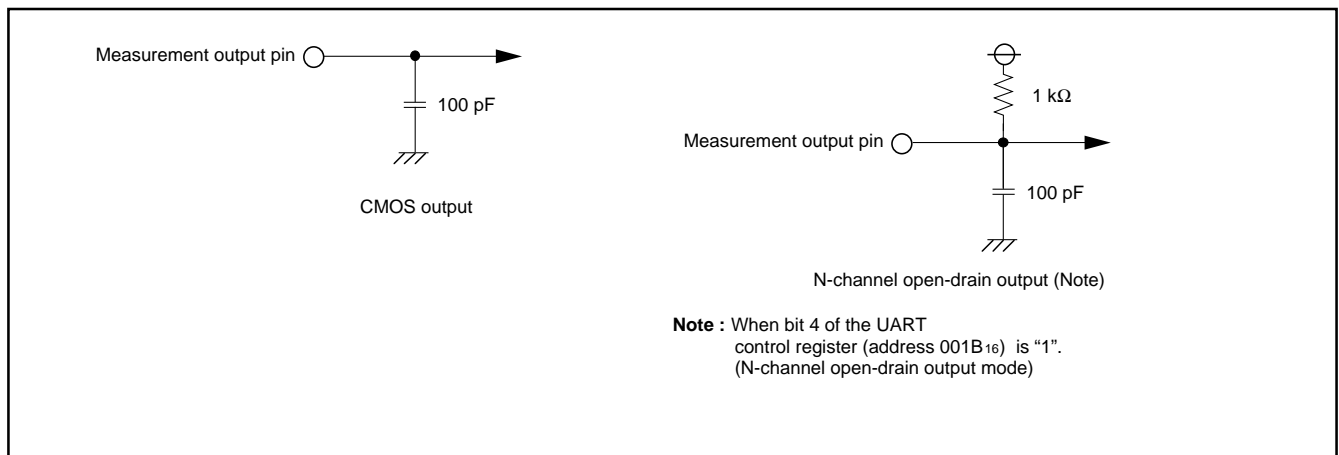 Measurement output pin
100 pF
CMOS output
1 kΩ
Measurement output pin
100 pF
N-channel open-drain output (Note)
Note : When bit 4 of the UART
control register (address 001B16) is “1”.
(N-channel open-drain output mode)